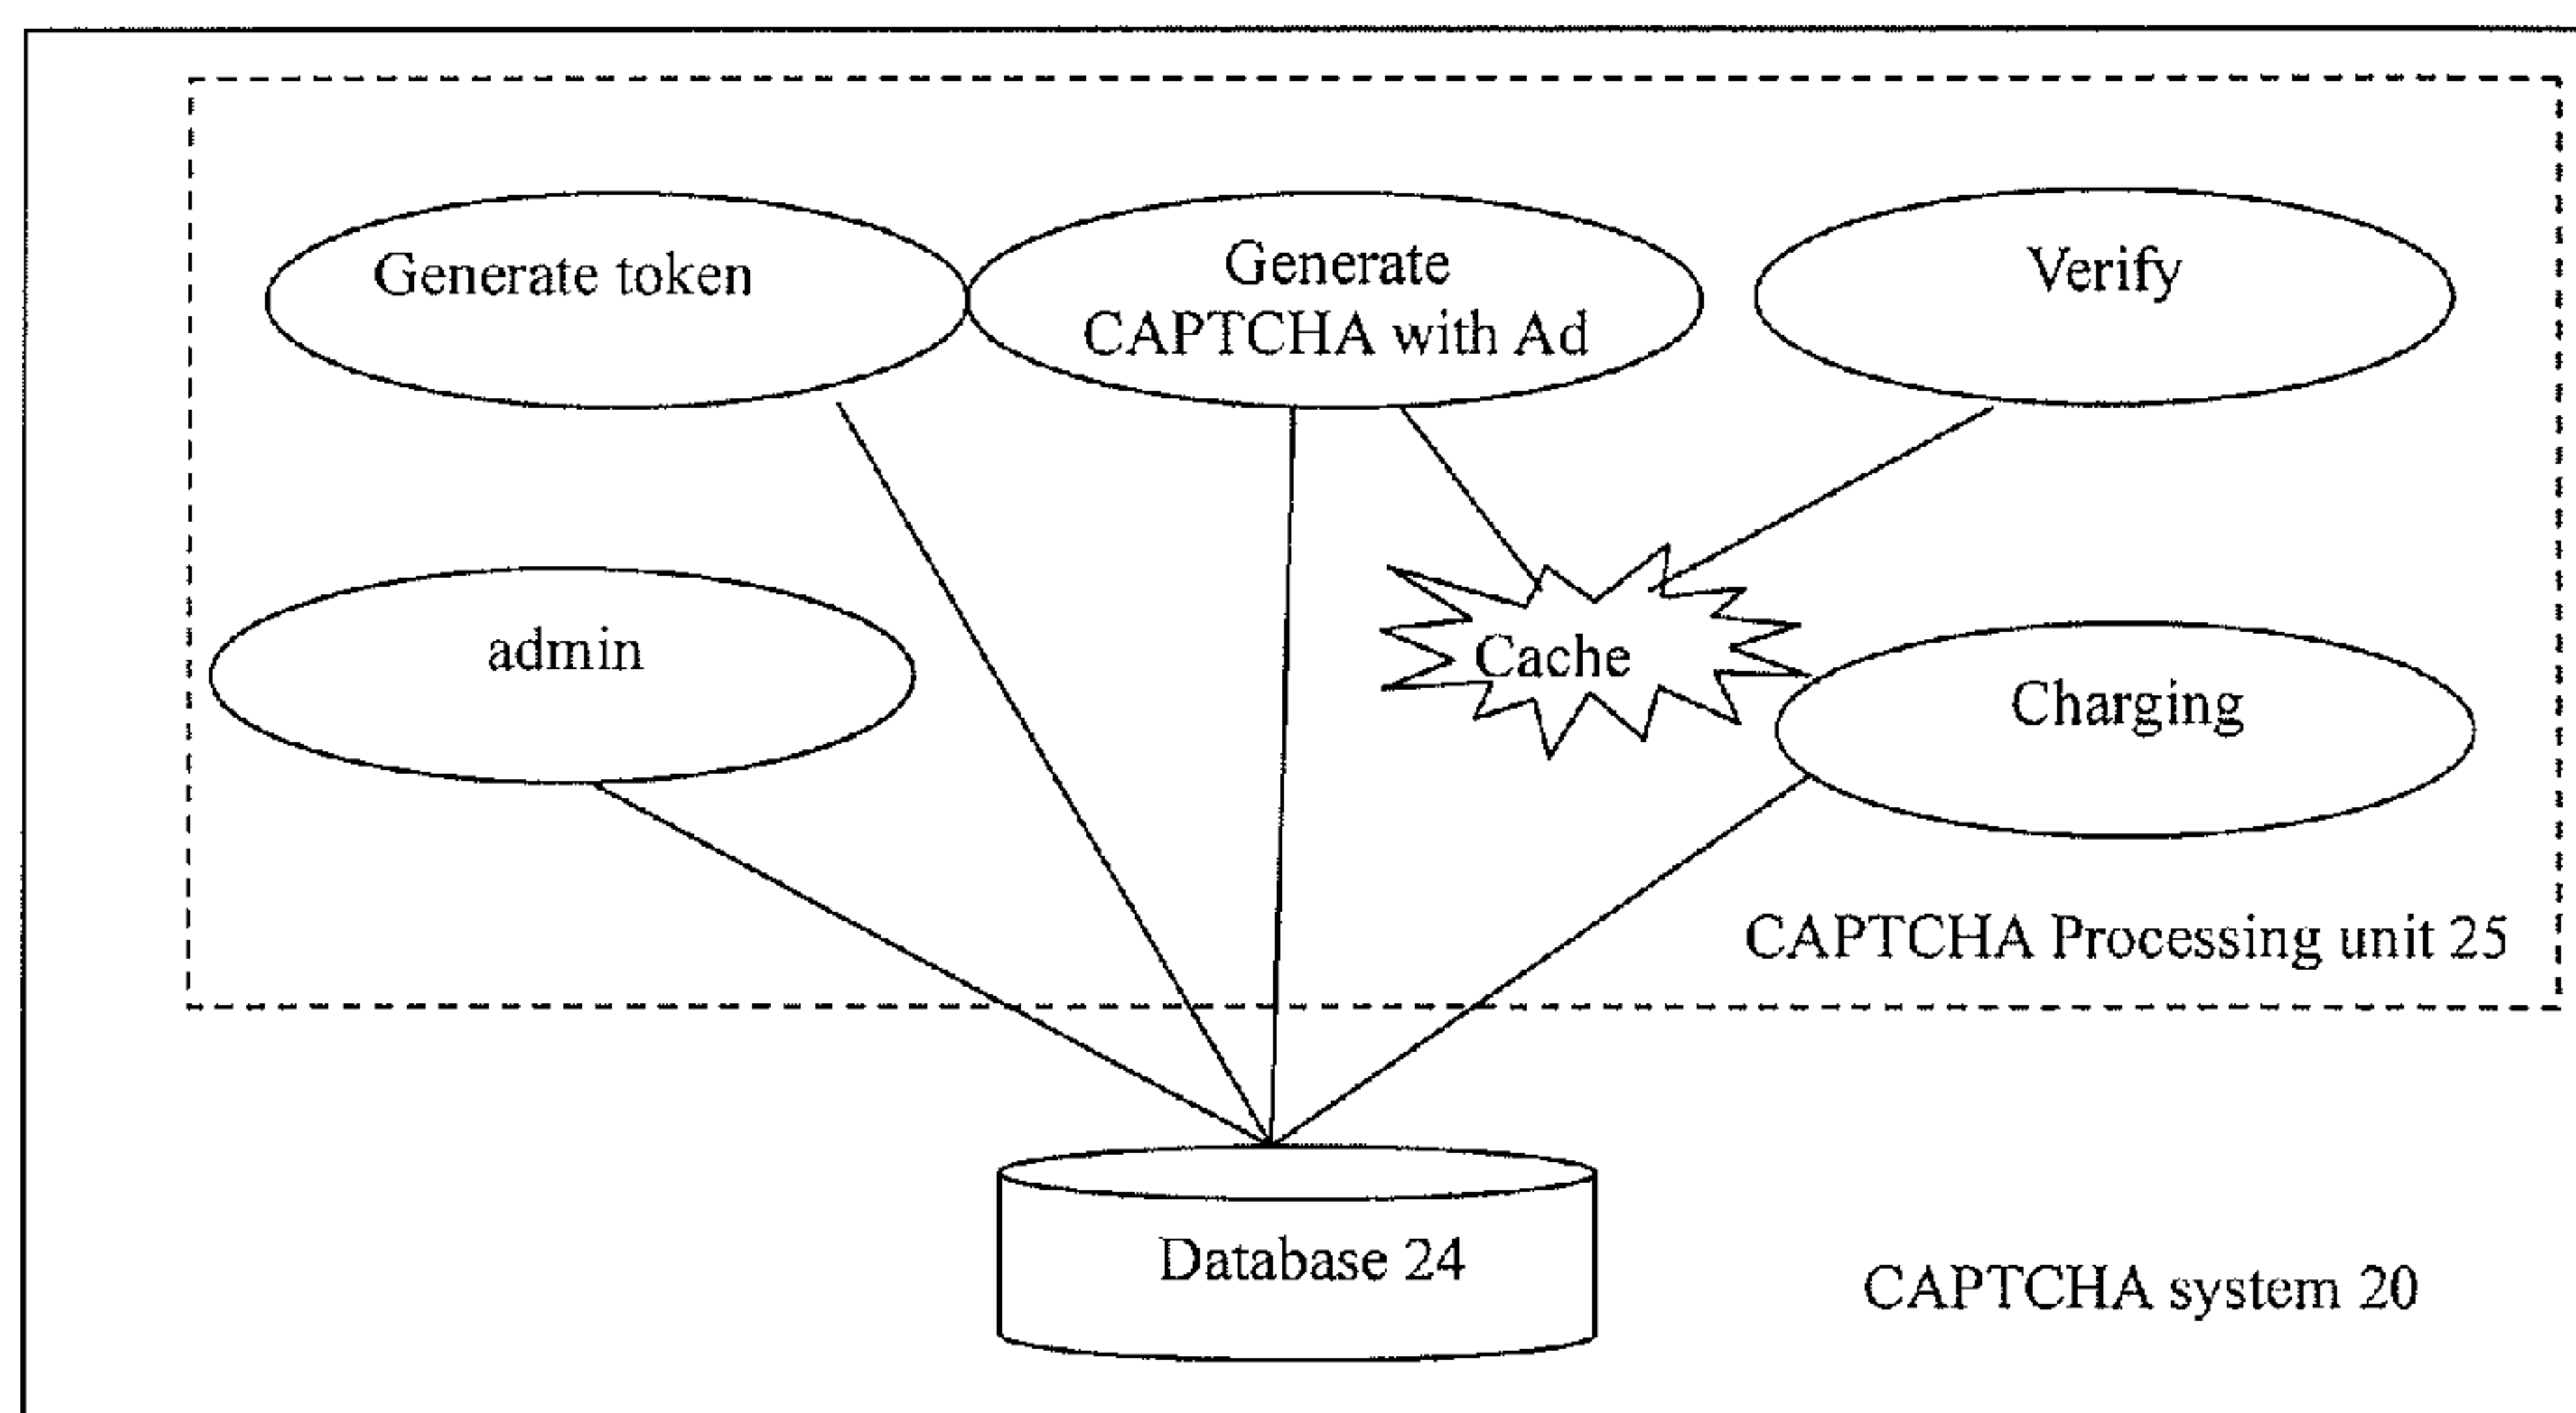 Generate token
Generate
CAPTCHA with Ad
Verify
admin
Cache
Charging
CAPTCHA Processing unit 25
Database 24
CAPTCHA system 20